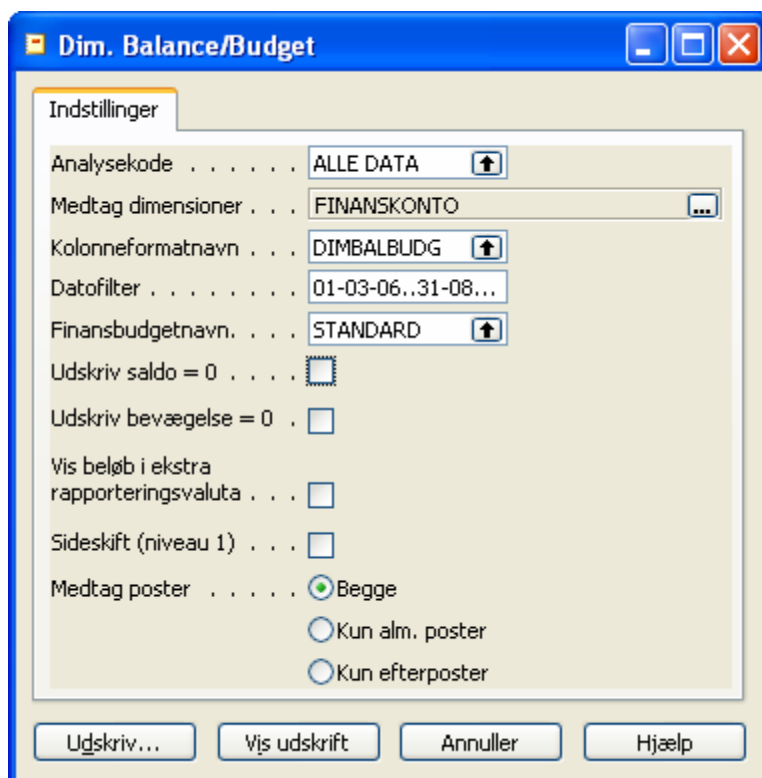 Dim. Balance/Budget
Indstillinger
Analysekode . . . . . . ALLE DATA
Medtag dimensioner . . . FINANSKONTO ...
Kolonneformatnavn . . . DIMBALBUDG
Datofilter . . . . . . . . 01-03-06..31-08...
Finansbudgetnavn. . . . STANDARD
Udskriv saldo = 0 . . . .
Udskriv bevægelse = 0 .
Vis beløb i ekstra
rapporteringsvaluta . . .
Sideskift (niveau 1) . . .
Medtag poster . . . . . Begge
Kun alm. poster
Kun efterposter
Udskriv... Vis udskrift Annuller Hjælp